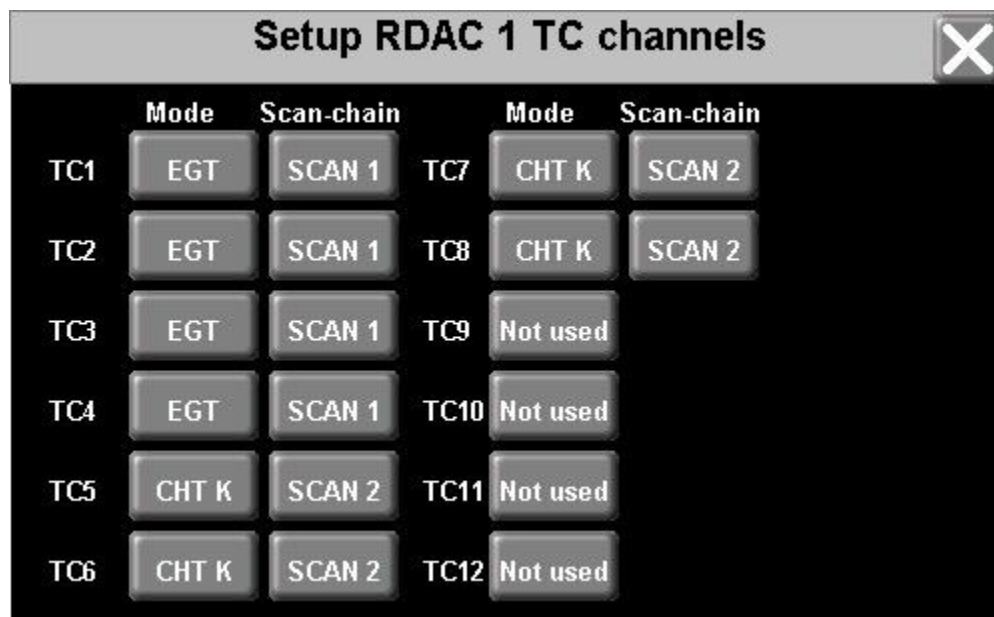 Setup RDAC 1 TC channels
Mode Scan-chain Mode Scan-chain
TC1 EGT SCAN 1 TC7 CHT K SCAN 2
TC2 EGT SCAN 1 TC8 CHT K SCAN 2
TC3 EGT SCAN 1 TC9 Not used
TC4 EGT SCAN 1 TC10 Not used
TC5 CHT K SCAN 2 TC11 Not used
TC6 CHT K SCAN 2 TC12 Not used